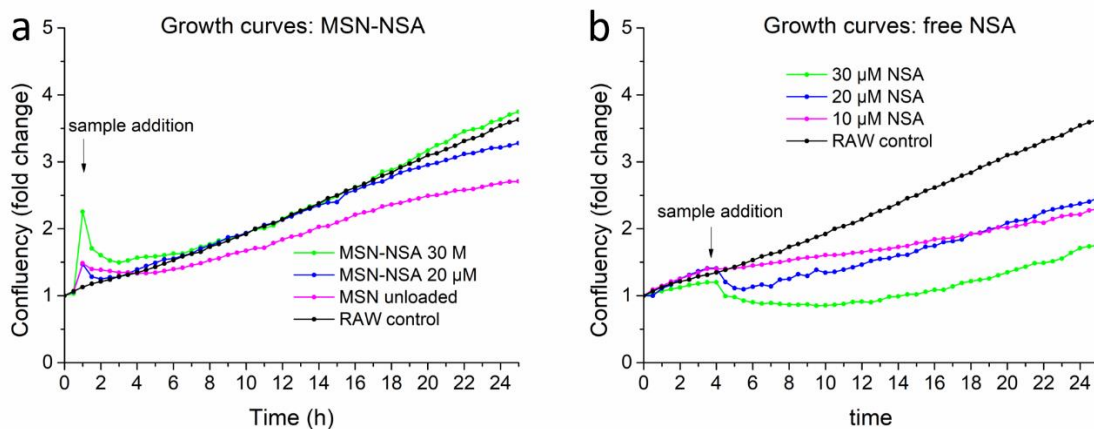 a
Growth curves: MSN-NSA
5
4
3
2
1
0
Confluency (fold change)
sample addition
MSN-NSA 30 M
MSN-NSA 20 µM
MSN unloaded
RAW control
0 2 4 6 8 10 12 14 16 18 20 22 24
Time (h)
b
Growth curves: free NSA
5
4
3
2
1
0
Confluency (fold change)
30 µM NSA
20 µM NSA
10 µM NSA
RAW control
sample addition
0 2 4 6 8 10 12 14 16 18 20 22 24
time